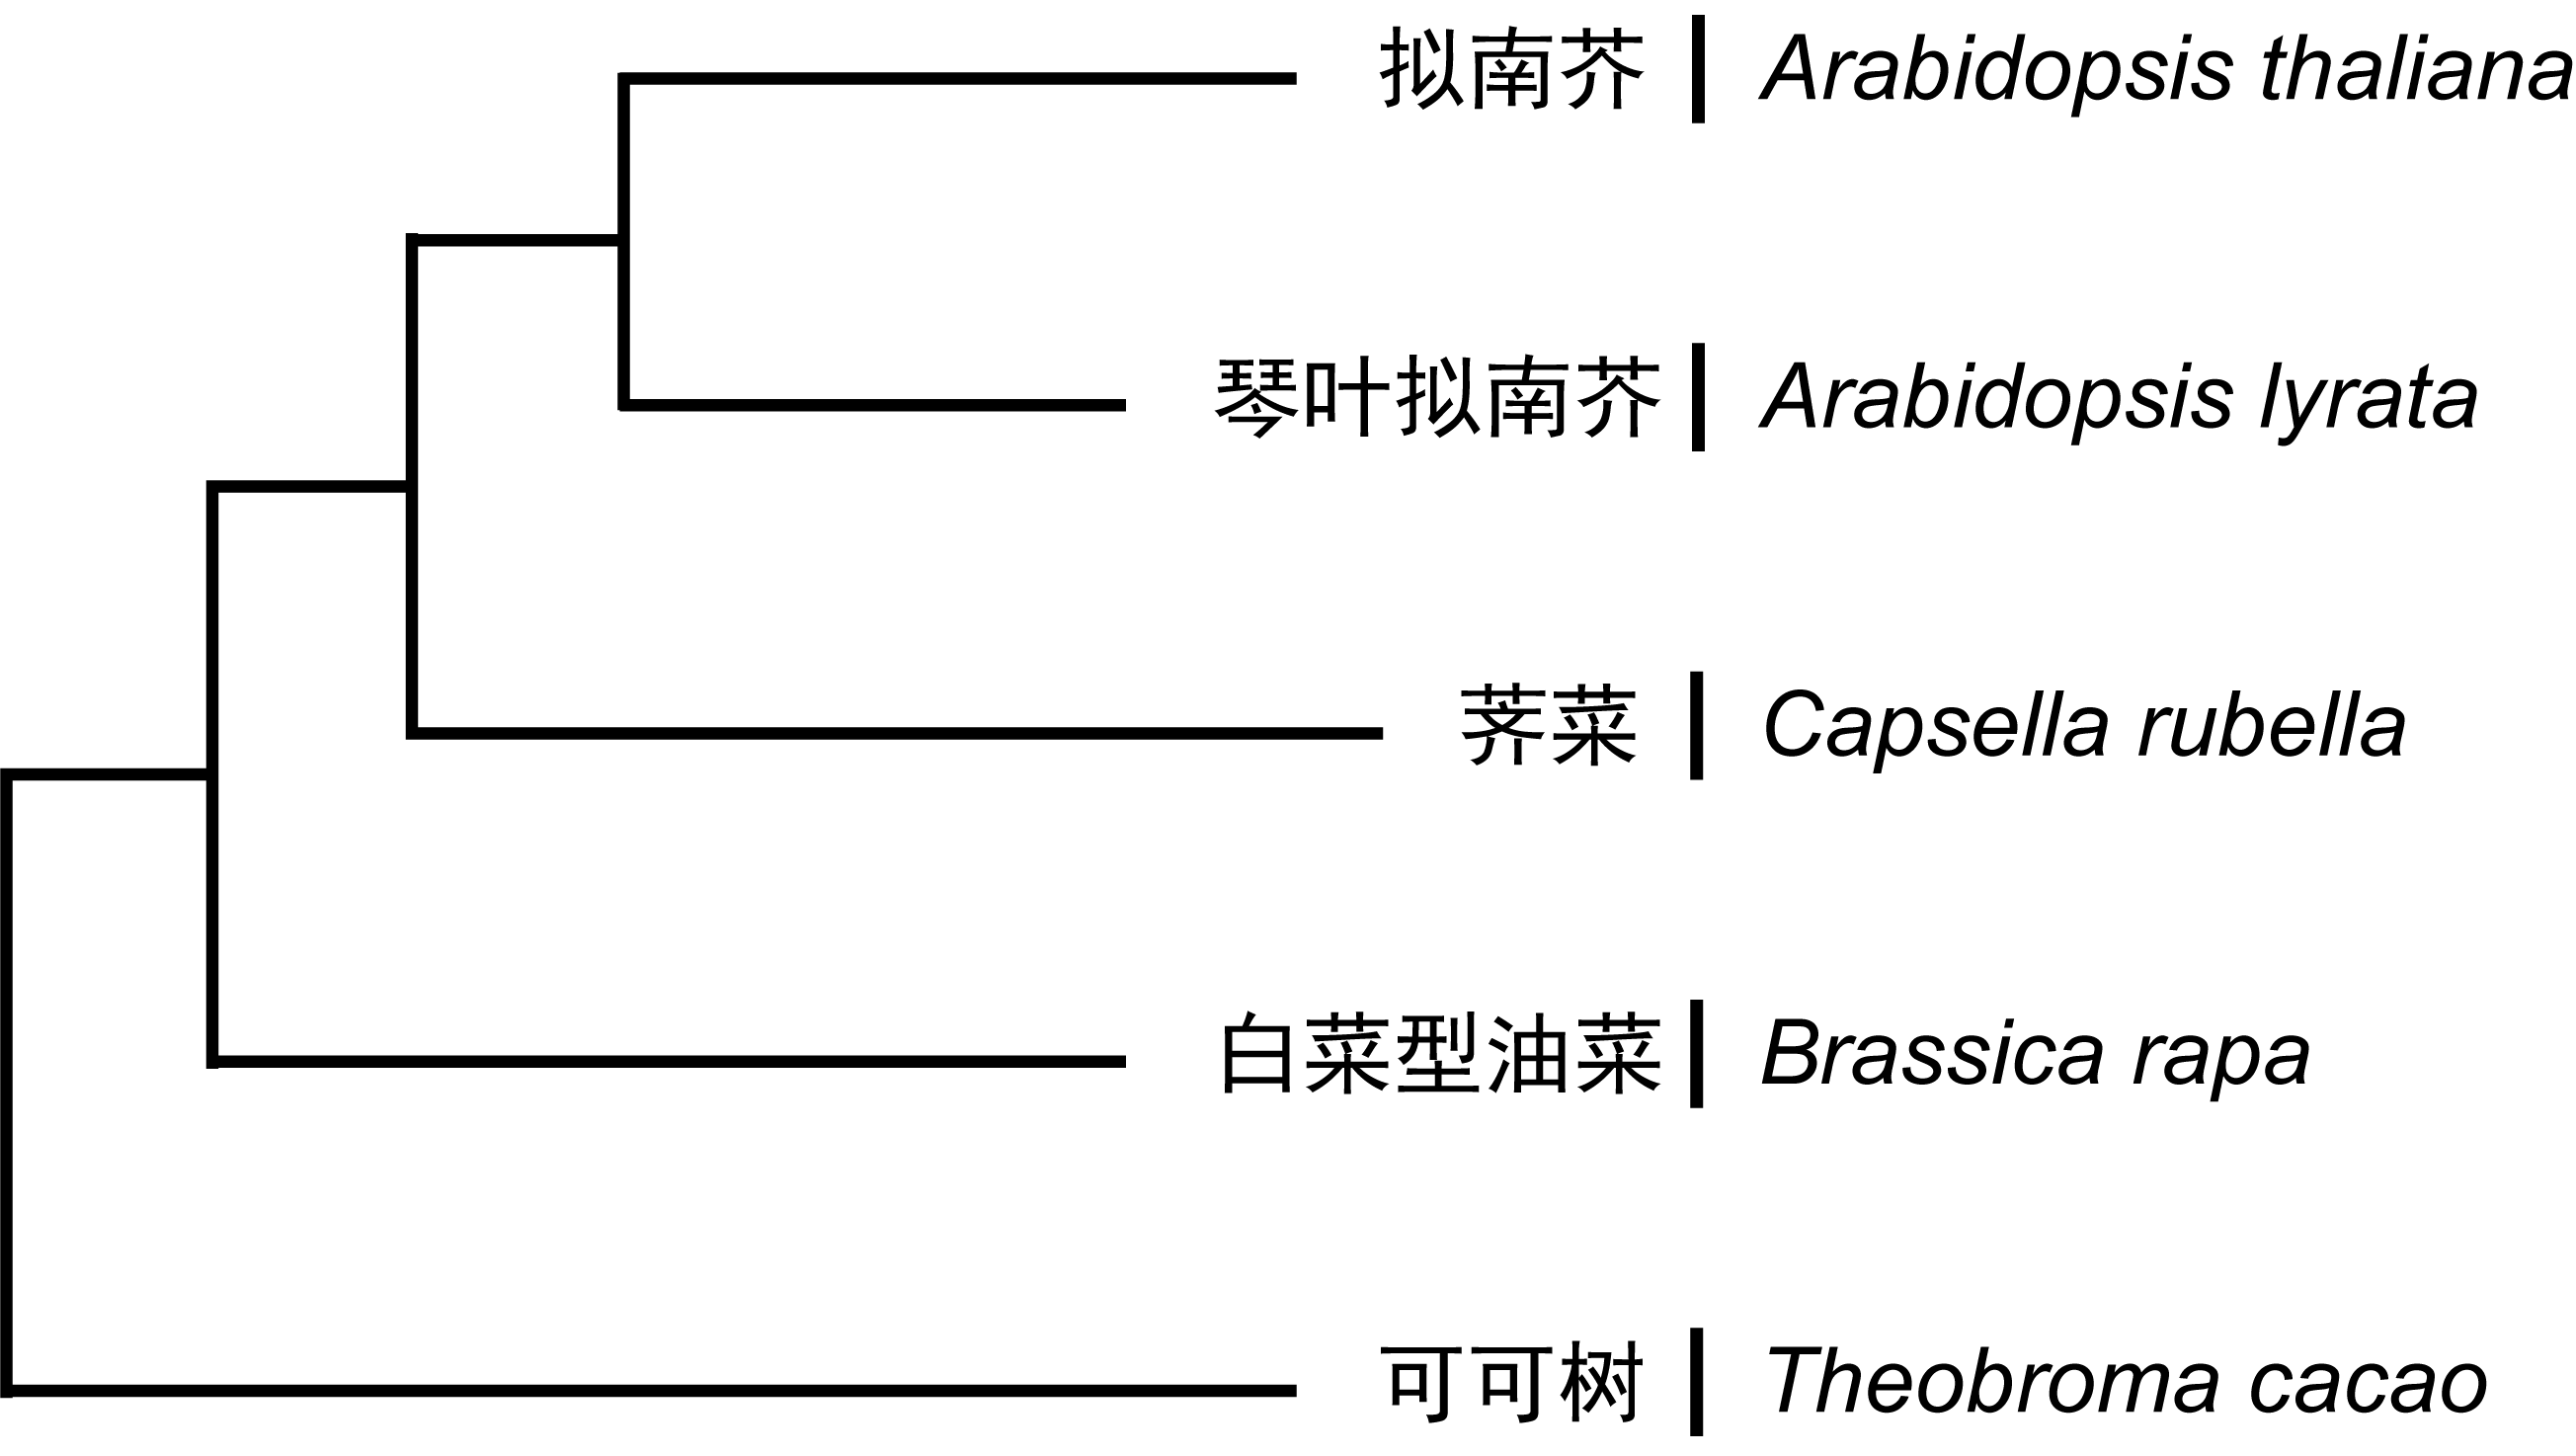 拟南芥 | Arabidopsis thaliana
琴叶拟南芥 | Arabidopsis lyrata
荠菜 | Capsella rubella
白菜型油菜 | Brassica rapa
可可树 | Theobroma cacao